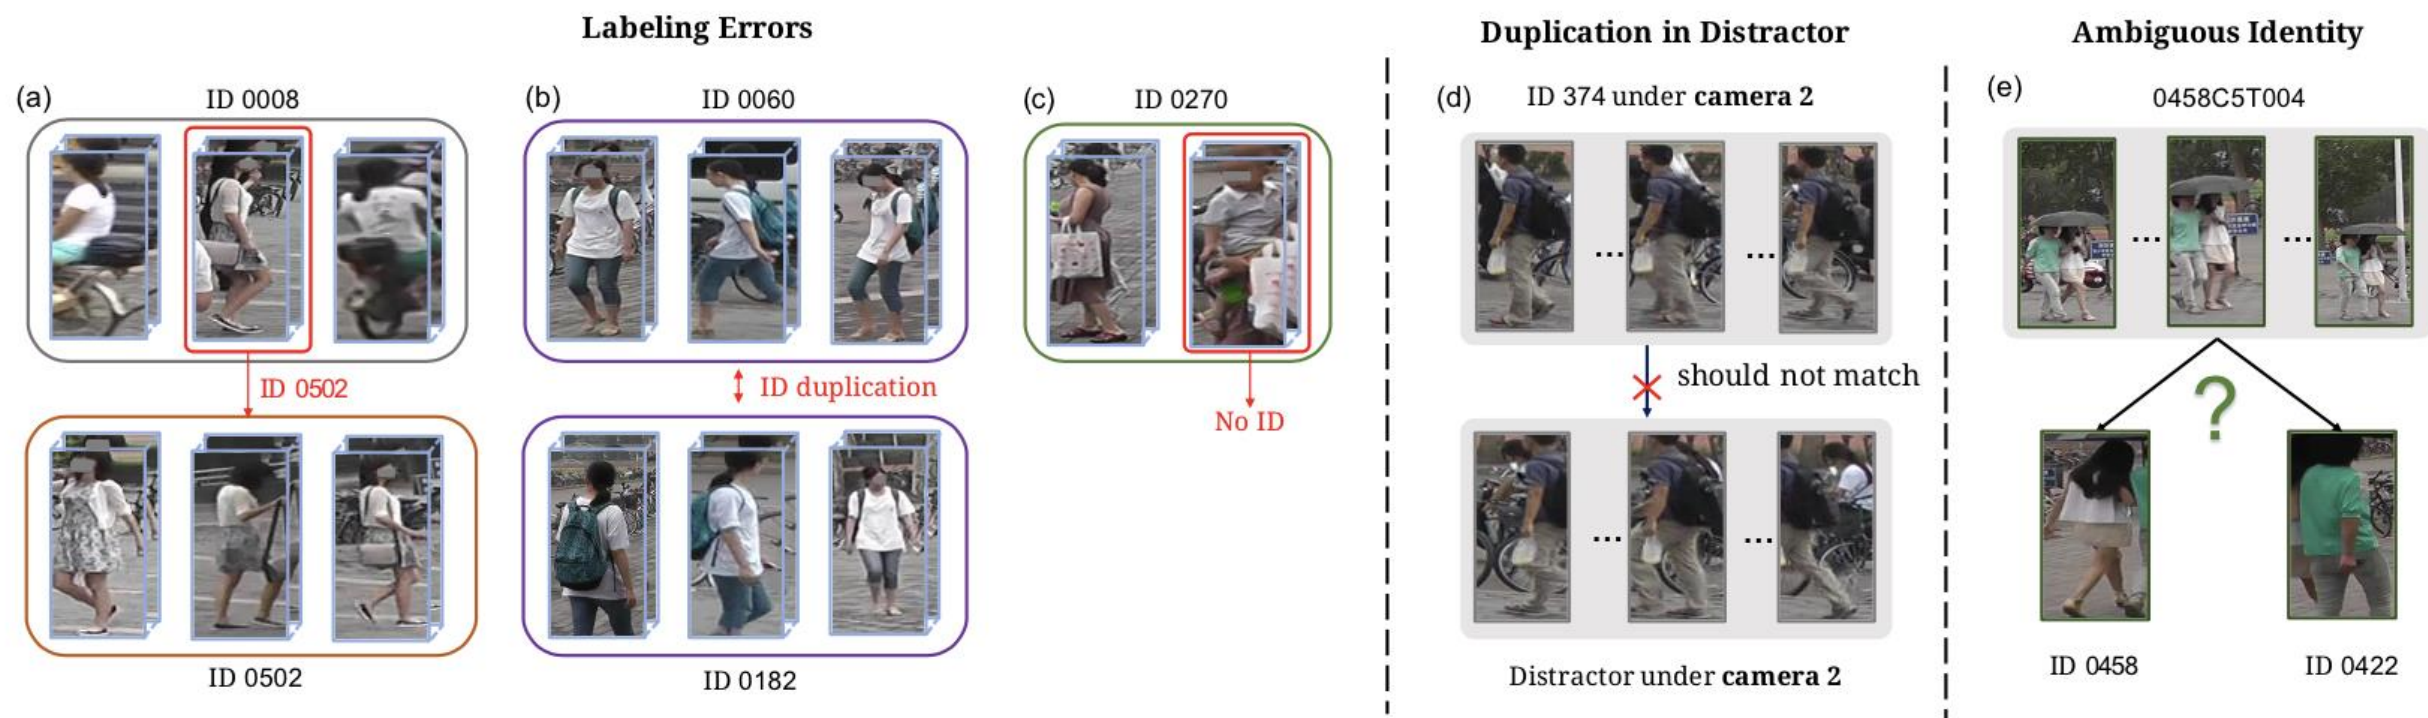 Labeling Errors
(a)
ID 0008
ID 0502
ID 0502
(b)
ID 0060
ID duplication
ID 0182
(c)
ID 0270
No ID
Duplication in Distractor
(d)
ID 374 under camera 2
...
...
should not match
...
...
Distractor under camera 2
Ambiguous Identity
(e)
0458C5T004
...
...
?
ID 0458
ID 0422